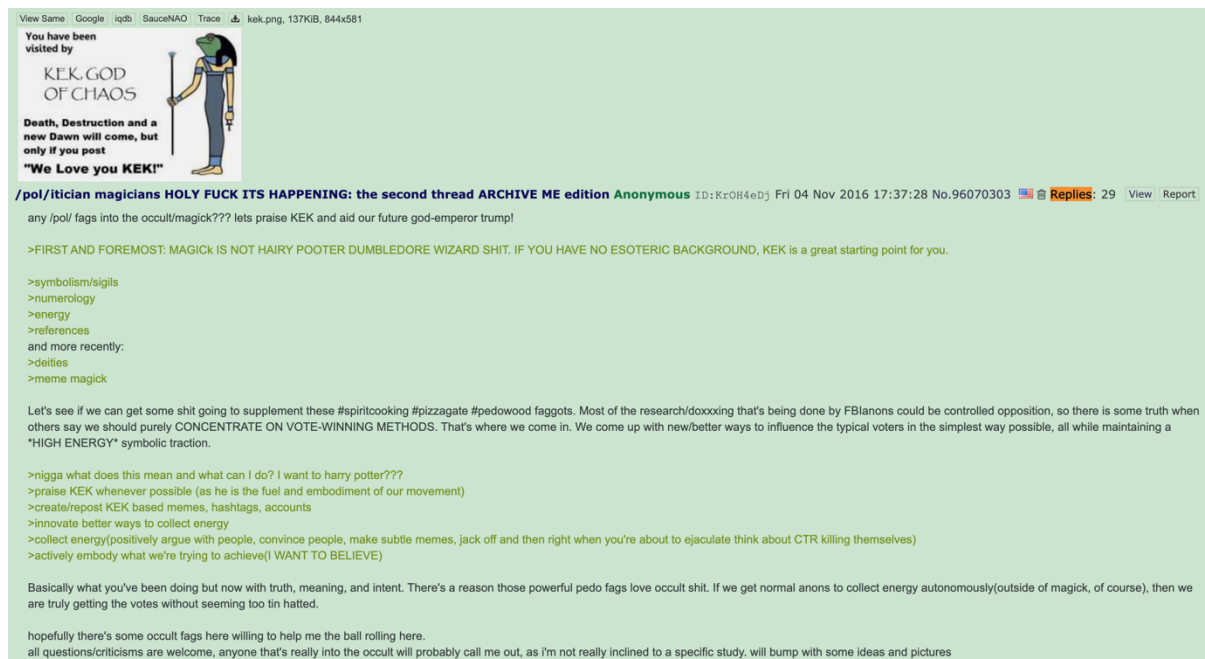 View Same Google iqdb SauceNAO Trace kek.png, 137KiB, 844x581
You have been
visited by
KEK, GOD
OF CHAOS
Death, Destruction and a
new Dawn will come, but
only if you post
"We Love you KEK!"
/pol/itician magicians HOLY FUCK ITS HAPPENING: the second thread ARCHIVE ME edition Anonymous ID:KrOH4eDj Fri 04 Nov 2016 17:37:28 No.96070303 Replies: 29 View Report
any /pol/ fags into the occult/magick??? lets praise KEK and aid our future god-emperor trump!
>FIRST AND FOREMOST: MAGICk IS NOT HAIRY POOTER DUMBLEDORE WIZARD SHIT. IF YOU HAVE NO ESOTERIC BACKGROUND, KEK is a great starting point for you.
>symbolism/sigils
>numerology
>energy
>references
and more recently:
>deities
>meme magick
Let's see if we can get some shit going to supplement these #spiritcooking #pizzagate #pedowood faggots. Most of the research/doxxxing that's being done by FBIanons could be controlled opposition, so there is some truth when
others say we should purely CONCENTRATE ON VOTE-WINNING METHODS. That's where we come in. We come up with new/better ways to influence the typical voters in the simplest way possible, all while maintaining a
*HIGH ENERGY* symbolic traction.
>nigga what does this mean and what can I do? I want to harry potter???
>praise KEK whenever possible (as he is the fuel and embodiment of our movement)
>create/repost KEK based memes, hashtags, accounts
>innovate better ways to collect energy
>collect energy(positively argue with people, convince people, make subtle memes, jack off and then right when you're about to ejaculate think about CTR killing themselves)
>actively embody what we're trying to achieve(I WANT TO BELIEVE)
Basically what you've been doing but now with truth, meaning, and intent. There's a reason those powerful pedo fags love occult shit. If we get normal anons to collect energy autonomously(outside of magick, of course), then we
are truly getting the votes without seeming too tin hatted.
hopefully there's some occult fags here willing to help me the ball rolling here.
all questions/criticisms are welcome, anyone that's really into the occult will probably call me out, as i'm not really inclined to a specific study. will bump with some ideas and pictures